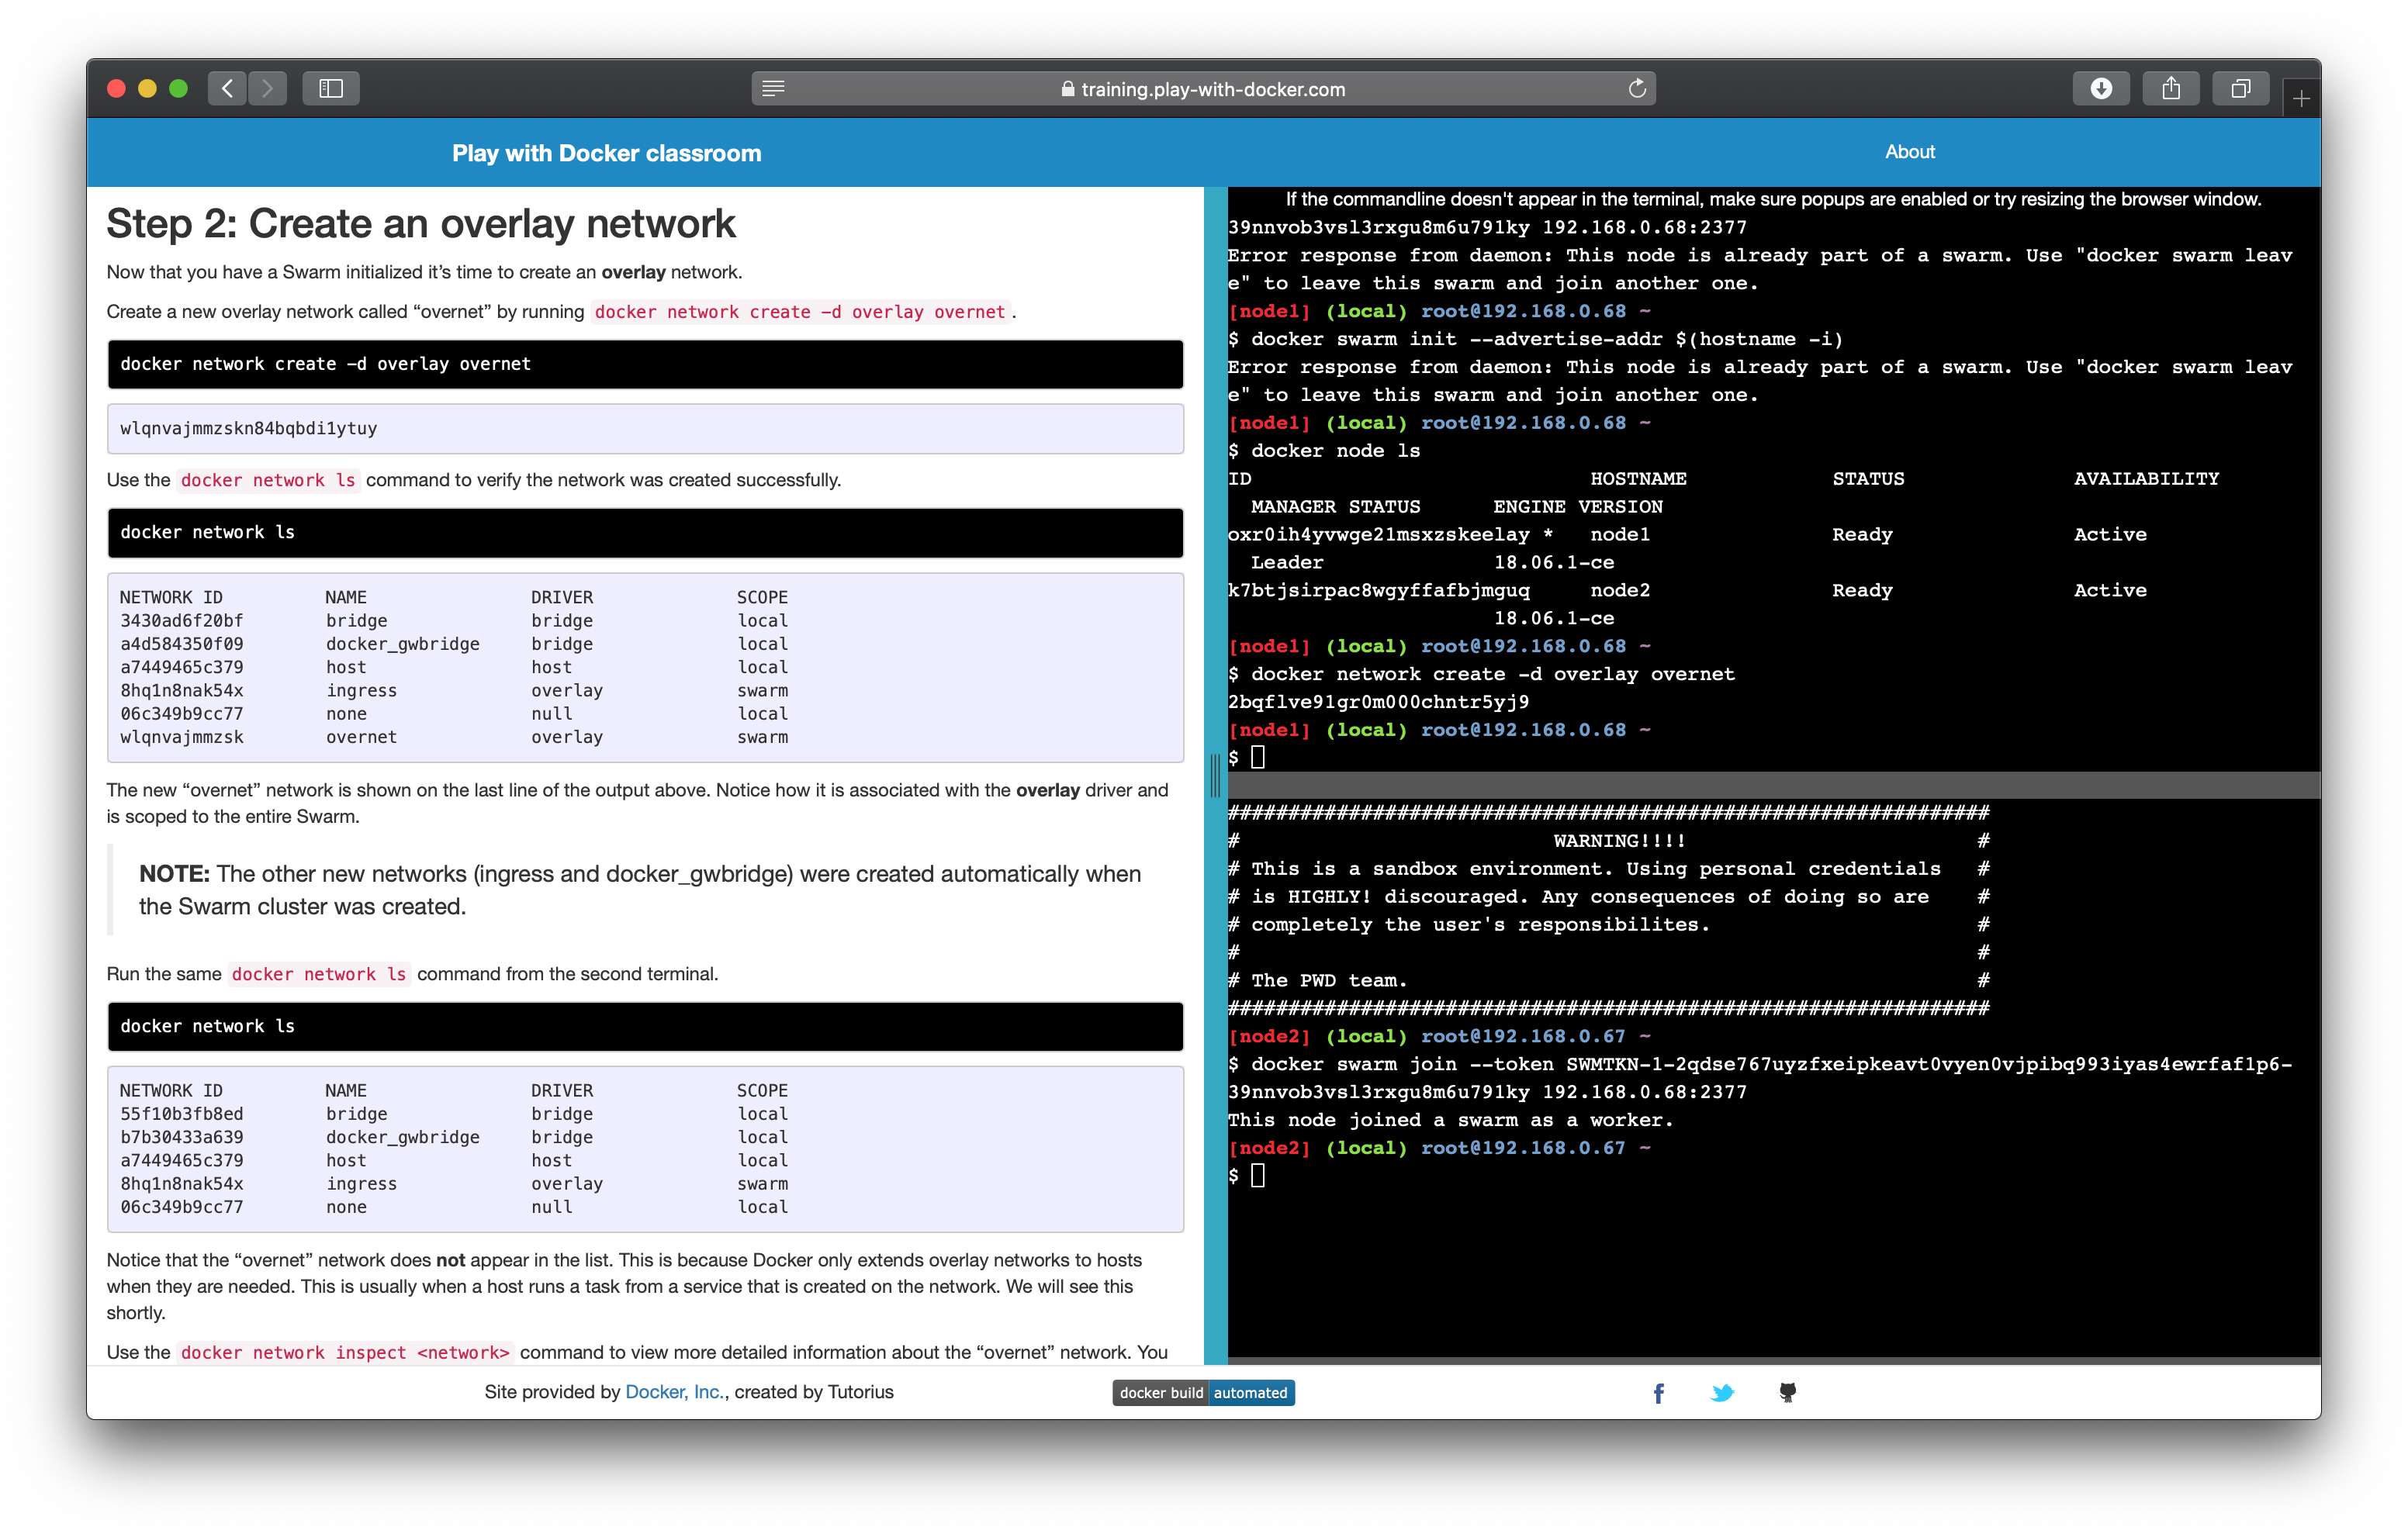 training.play-with-docker.com
Play with Docker classroom
About
Step 2: Create an overlay network
Now that you have a Swarm initialized it’s time to create an overlay network.
Create a new overlay network called “overnet” by running docker network create -d overlay overnet .
docker network create -d overlay overnet
wlqnvajmmzskn84bqbdi1ytuy
Use the docker network ls command to verify the network was created successfully.
docker network ls
NETWORK ID NAME DRIVER SCOPE
3430ad6f20bf bridge bridge local
a4d584350f09 docker_gwbridge bridge local
a7449465c379 host host local
8hq1n8nak54x ingress overlay swarm
06c349b9cc77 none null local
wlqnvajmmzsk overnet overlay swarm
The new “overnet” network is shown on the last line of the output above. Notice how it is associated with the overlay driver and
is scoped to the entire Swarm.
NOTE: The other new networks (ingress and docker_gwbridge) were created automatically when
the Swarm cluster was created.
Run the same docker network ls command from the second terminal.
docker network ls
NETWORK ID NAME DRIVER SCOPE
55f10b3fb8ed bridge bridge local
b7b30433a639 docker_gwbridge bridge local
a7449465c379 host host local
8hq1n8nak54x ingress overlay swarm
06c349b9cc77 none null local
Notice that the “overnet” network does not appear in the list. This is because Docker only extends overlay networks to hosts
when they are needed. This is usually when a host runs a task from a service that is created on the network. We will see this
shortly.
Use the docker network inspect <network> command to view more detailed information about the “overnet” network. You
If the commandline doesn't appear in the terminal, make sure popups are enabled or try resizing the browser window.
39nnvob3vsl3rxgu8m6u791ky 192.168.0.68:2377
Error response from daemon: This node is already part of a swarm. Use "docker swarm leav
e" to leave this swarm and join another one.
[node1] (local) root@192.168.0.68 ~
$ docker swarm init --advertise-addr $(hostname -i)
Error response from daemon: This node is already part of a swarm. Use "docker swarm leav
e" to leave this swarm and join another one.
[node1] (local) root@192.168.0.68 ~
$ docker node ls
ID HOSTNAME STATUS AVAILABILITY
MANAGER STATUS ENGINE VERSION
oxr0ih4yvwge21msxzskeelay * node1 Ready Active
Leader 18.06.1-ce
k7btjsirpac8wgyffafbjmguq node2 Ready Active
18.06.1-ce
[node1] (local) root@192.168.0.68 ~
$ docker network create -d overlay overnet
2bqflve91gr0m000chntr5yj9
[node1] (local) root@192.168.0.68 ~
$
###############################################################
# WARNING!!!! #
# This is a sandbox environment. Using personal credentials #
# is HIGHLY! discouraged. Any consequences of doing so are #
# completely the user's responsibilites. #
# #
# The PWD team. #
###############################################################
[node2] (local) root@192.168.0.67 ~
$ docker swarm join --token SWMTKN-1-2qdse767uyzfxeipkeavt0vyen0vjpibq993iyas4ewrfaf1p6-
39nnvob3vsl3rxgu8m6u791ky 192.168.0.68:2377
This node joined a swarm as a worker.
[node2] (local) root@192.168.0.67 ~
$
Site provided by Docker, Inc., created by Tutorius
docker build automated